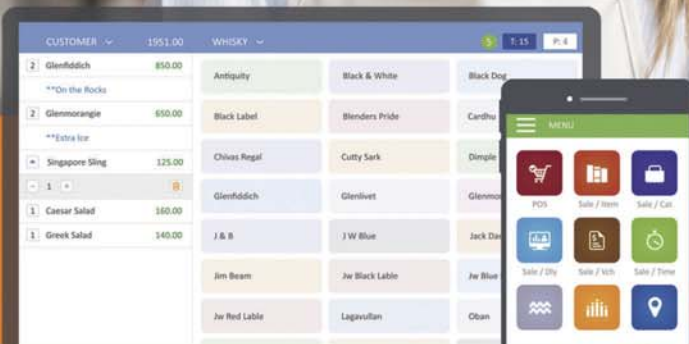 CUSTOMER 1951.00 WHISKY S T: 15 P: 4
2 Glenfiddich 850.00
**On the Rocks
2 Glenmorangie 650.00
**Extra Ice
Singapore Sling 125.00
- 1 +
1 Caesar Salad 160.00
1 Greek Salad 140.00
Antiquity Black & White Black Dog
Black Label Blenders Pride Cardhu
Chivas Regal Cutty Sark Dimple
Glenfiddich Glenlivet Glenmo
J & B J W Blue Jack Da
Jim Beam Jw Black Lable Jw Blue
Jw Red Lable Lagavullan Oban
MENU
POS Sale / Item Sale / Cat
Sale / Dly Sale / Vch Sale / Time